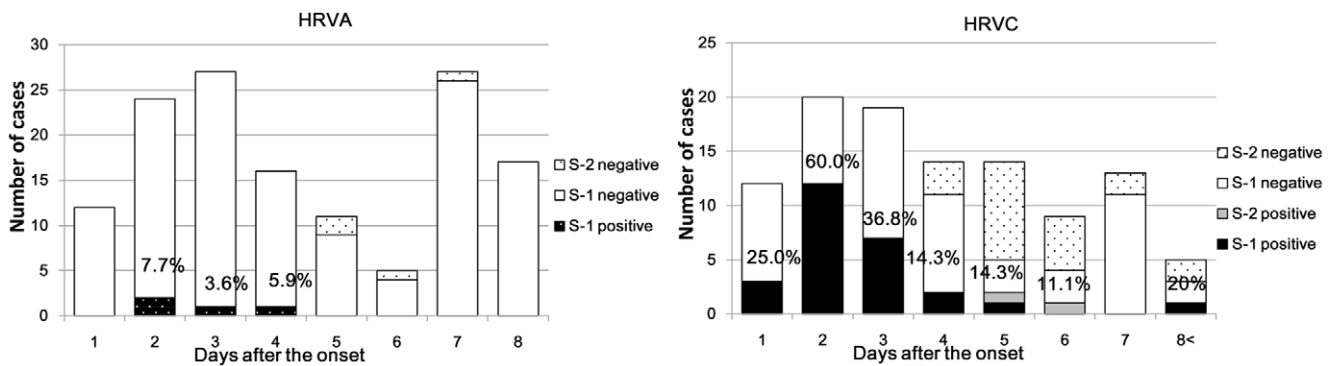 HRVA
Number of cases
30
25
20
15
10
5
0
7.7%
3.6%
5.9%
1 2 3 4 5 6 7 8
Days after the onset
S-2 negative
S-1 negative
S-1 positive
HRVC
Number of cases
25
20
15
10
5
0
25.0%
60.0%
36.8%
14.3%
14.3%
11.1%
20%
1 2 3 4 5 6 7 8<
Days after the onset
S-2 negative
S-1 negative
S-2 positive
S-1 positive